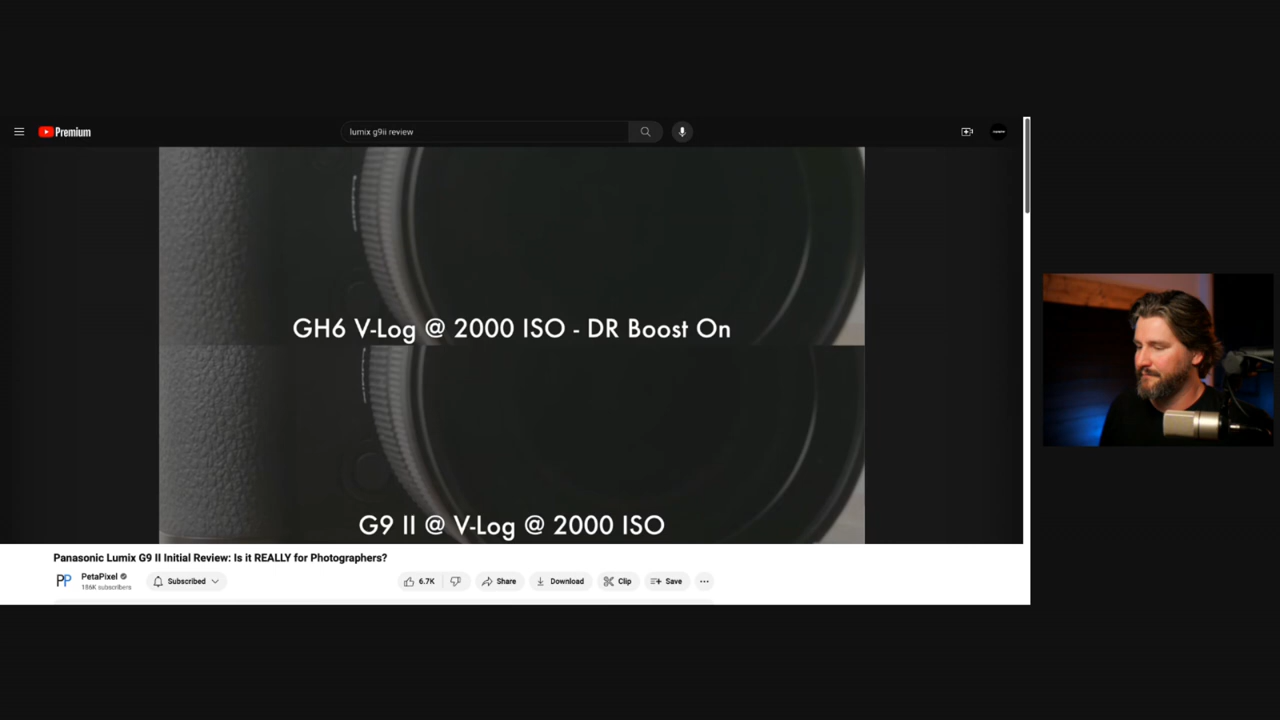 Premium
lumix g9ii review
GH6 V-Log @ 2000 ISO - DR Boost On
G9 II @ V-Log @ 2000 ISO
Panasonic Lumix G9 II Initial Review: Is it REALLY for Photographers?
PP
PetaPixel
186K subscribers
Subscribed
6.7K
Share
Download
Clip
Save